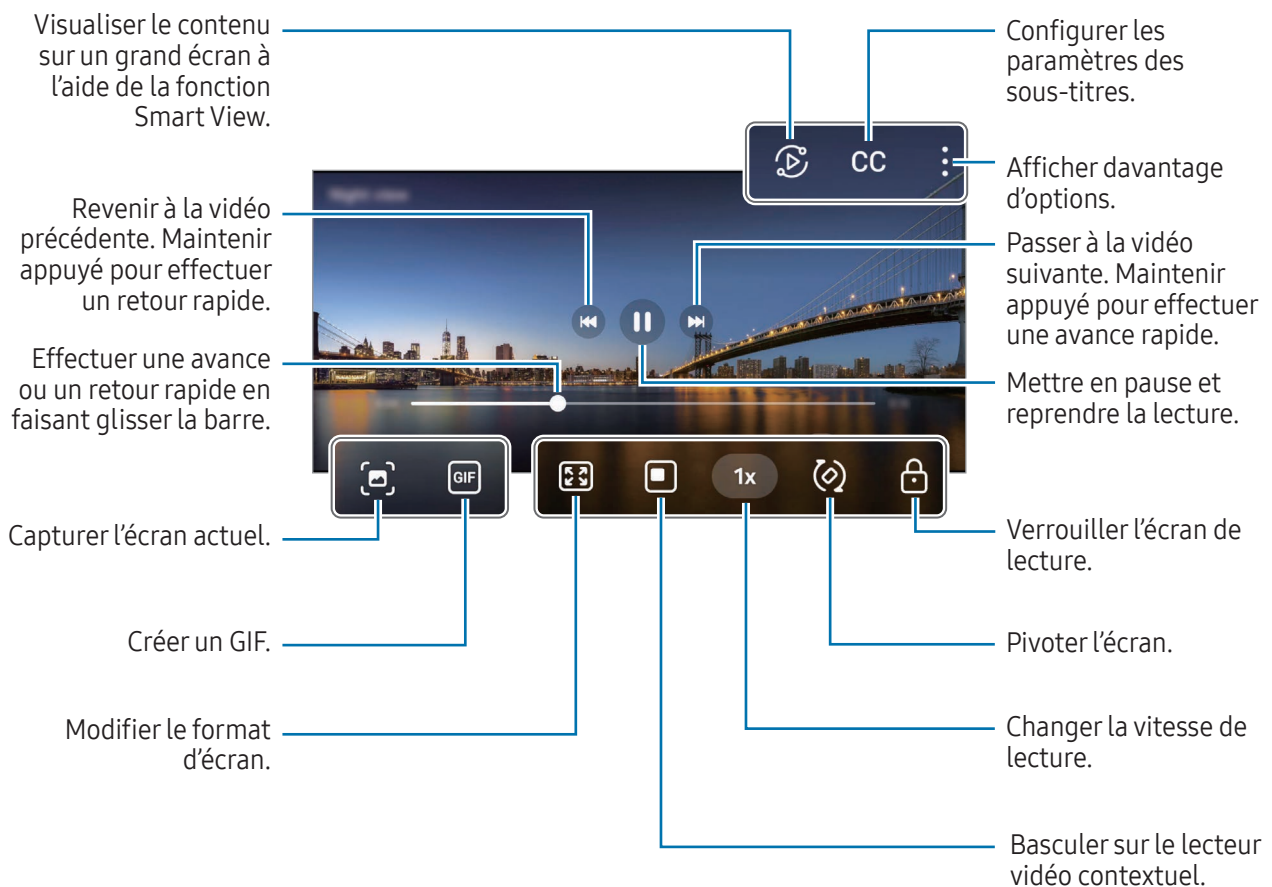 Visualiser le contenu
sur un grand écran à
l’aide de la fonction
Smart View.
Configurer les
paramètres des
sous-titres.
CC
Afficher davantage
d’options.
Night view
Revenir à la vidéo
précédente. Maintenir
appuyé pour effectuer
un retour rapide.
Passer à la vidéo
suivante. Maintenir
appuyé pour effectuer
une avance rapide.
Effectuer une avance
ou un retour rapide en
faisant glisser la barre.
Mettre en pause et
reprendre la lecture.
GIF
1x
Capturer l’écran actuel.
Verrouiller l’écran de
lecture.
Créer un GIF.
Pivoter l’écran.
Modifier le format
d’écran.
Changer la vitesse de
lecture.
Basculer sur le lecteur
vidéo contextuel.